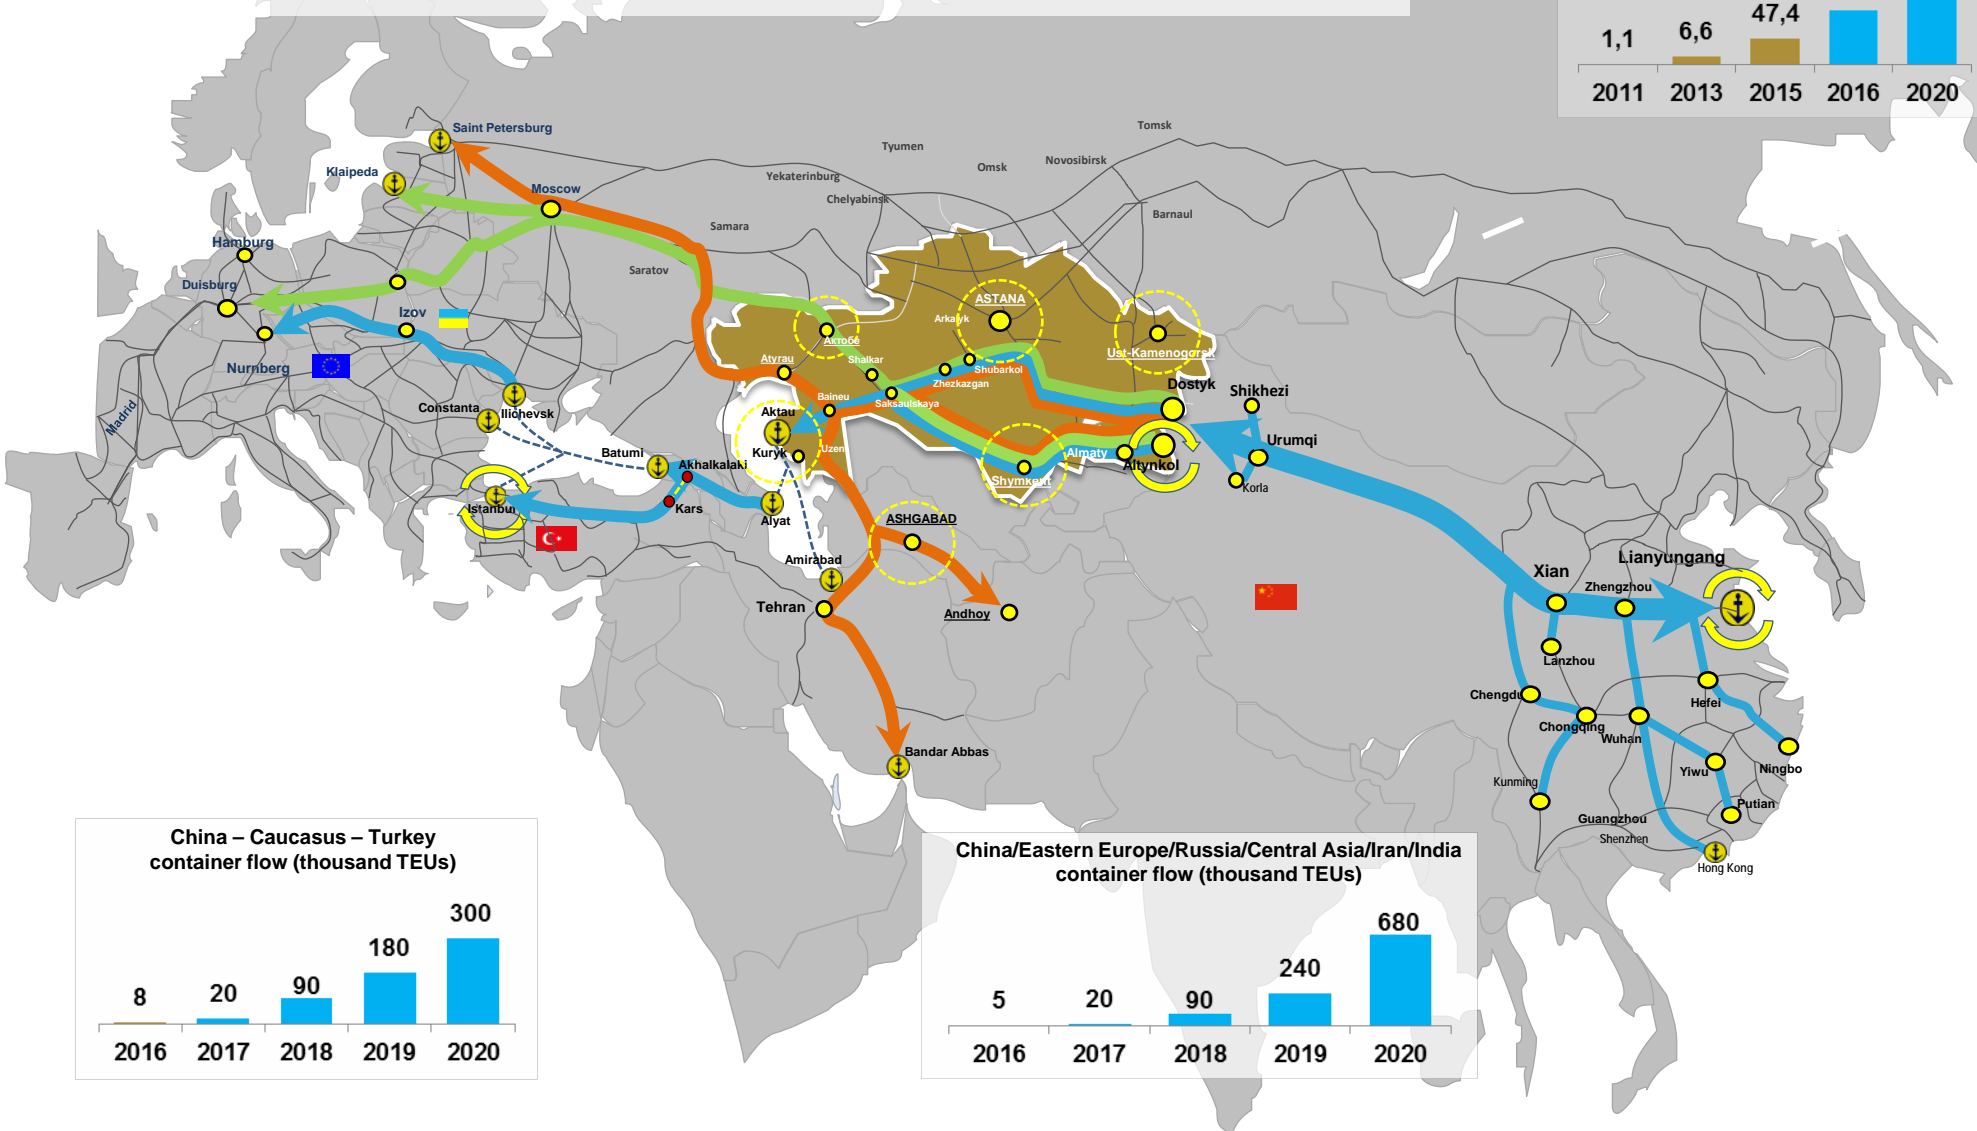 47,4
6,6
1,1
2011 2013 2015 2016 2020
Saint Petersburg
Tomsk
Tyumen
Novosibirsk
Omsk
Klaipeda
Yekaterinburg
Moscow
Chelyabinsk
Barnaul
Samara
Hamburg
Saratov
Duisburg
ASTANA
Izov
Arkalyk
Актобе
Ust-Kamenogorsk
Atyrau
Shalkar
Nurnberg
Shubarkol
Zhezkazgan
Dostyk
Shikhezi
Madrid
Constanta
Ilichevsk
Aktau
Baineu
Saksaulskaya
Urumqi
Batumi
Kuryk
Uzen
Almaty
Akhalkalaki
Altynkol
Shymkent
Korla
Istanbul
Kars
Alyat
ASHGABAD
Amirabad
Lianyungang
Xian
Zhengzhou
Tehran
Andhoy
Lanzhou
Chengdu
Hefei
Chongqing
Wuhan
Bandar Abbas
Yiwu
Ningbo
Kunming
Putian
Guangzhou
Shenzhen
Hong Kong
China – Caucasus – Turkey
container flow (thousand TEUs)
300
180
90
20
8
2016 2017 2018 2019 2020
China/Eastern Europe/Russia/Central Asia/Iran/India
container flow (thousand TEUs)
680
240
90
20
5
2016 2017 2018 2019 2020